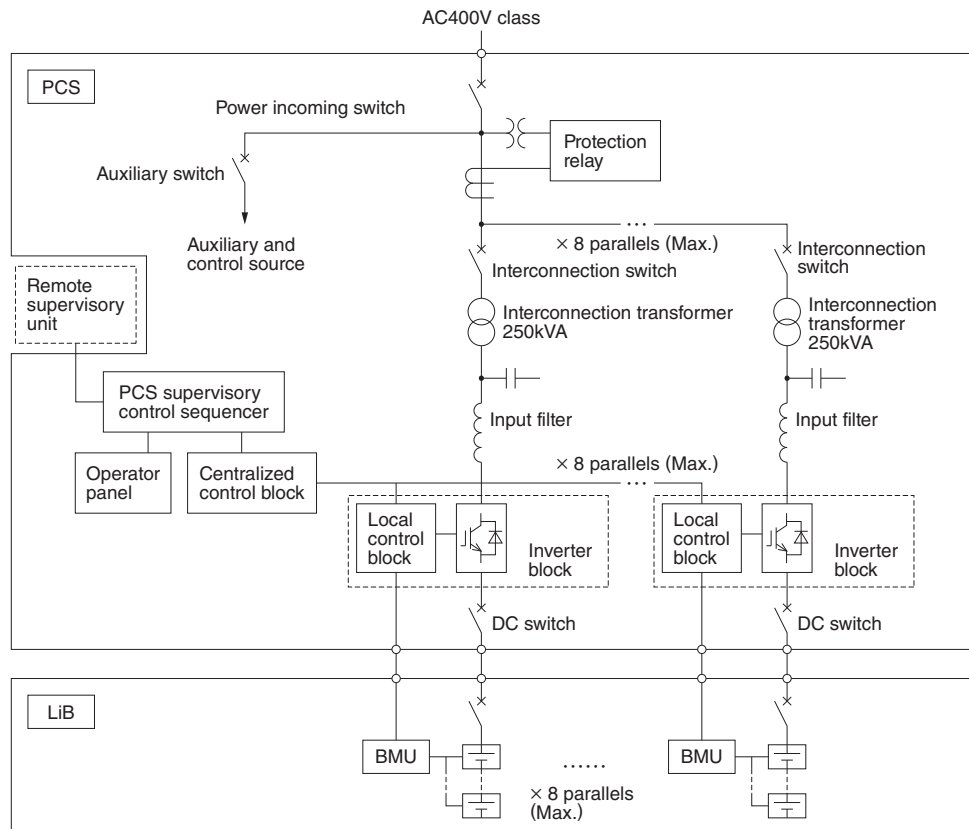 AC400V class
PCS
Power incoming switch
Protection
relay
Auxiliary switch
Auxiliary and
control source
...
× 8 parallels (Max.)
Interconnection switch
Interconnection
switch
Remote
supervisory
unit
Interconnection transformer
250kVA
Interconnection
transformer
250kVA
PCS supervisory
control sequencer
Input filter
Input filter
Operator
panel
Centralized
control block
× 8 parallels (Max.)
...
Local
control
block
Inverter
block
Local
control
block
Inverter
block
DC switch
DC switch
LiB
BMU
......
BMU
× 8 parallels
(Max.)